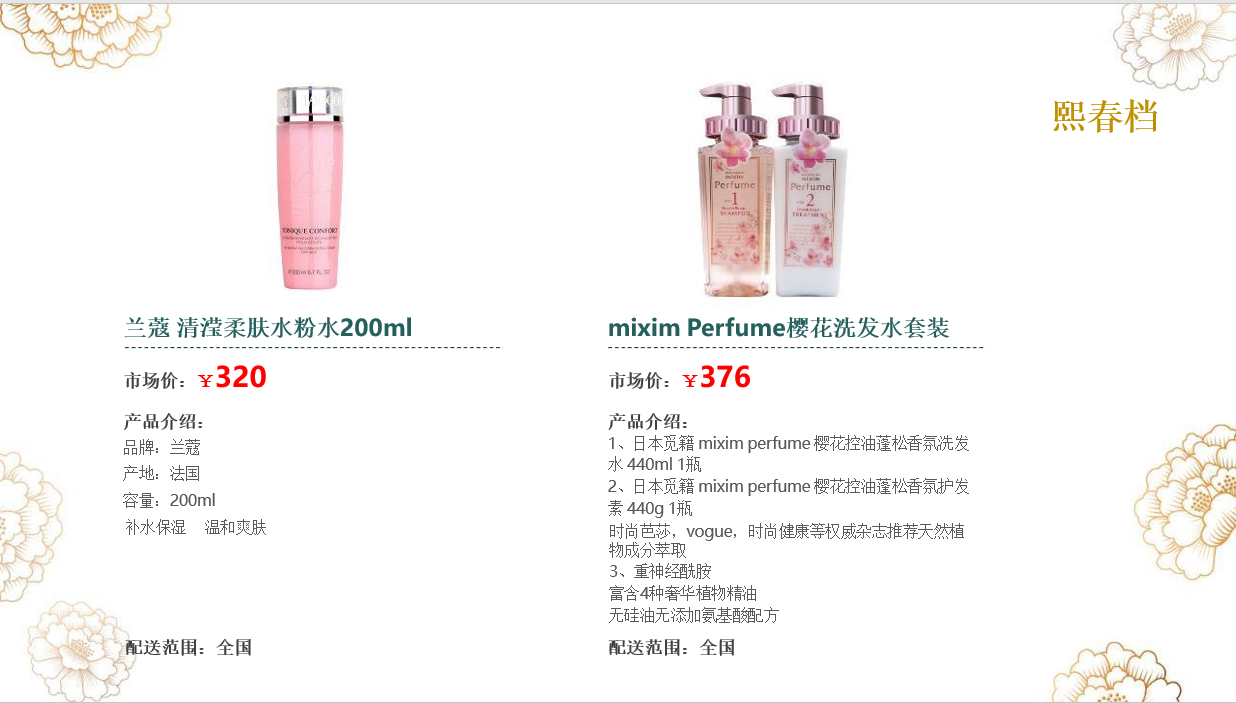 熙春档
TONIQUE CONFORT
兰蔻 清滢柔肤水粉水200ml
市场价：￥320
产品介绍：
品牌：兰蔻
产地：法国
容量：200ml
补水保湿 温和爽肤
配送范围：全国
mixim
Perfume
1
SHAMPOO
mixim
Perfume
2
TREATMENT
mixim Perfume樱花洗发水套装
市场价：￥376
产品介绍：
1、日本觅籍 mixim perfume 樱花控油蓬松香氛洗发
水 440ml 1瓶
2、日本觅籍 mixim perfume 樱花控油蓬松香氛护发
素 440g 1瓶
时尚芭莎，vogue，时尚健康等权威杂志推荐天然植
物成分萃取
3、重神经酰胺
富含4种奢华植物精油
无硅油无添加氨基酸配方
配送范围：全国